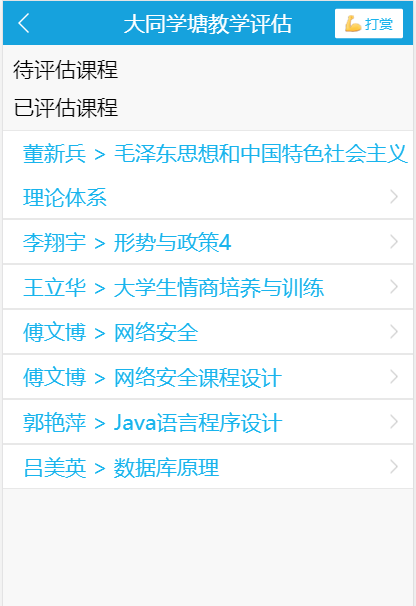 大同学塘教学评估
打赏
待评估课程
已评估课程
董新兵 > 毛泽东思想和中国特色社会主义
理论体系
李翔宇 > 形势与政策4
王立华 > 大学生情商培养与训练
傅文博 > 网络安全
傅文博 > 网络安全课程设计
郭艳萍 > Java语言程序设计
吕美英 > 数据库原理